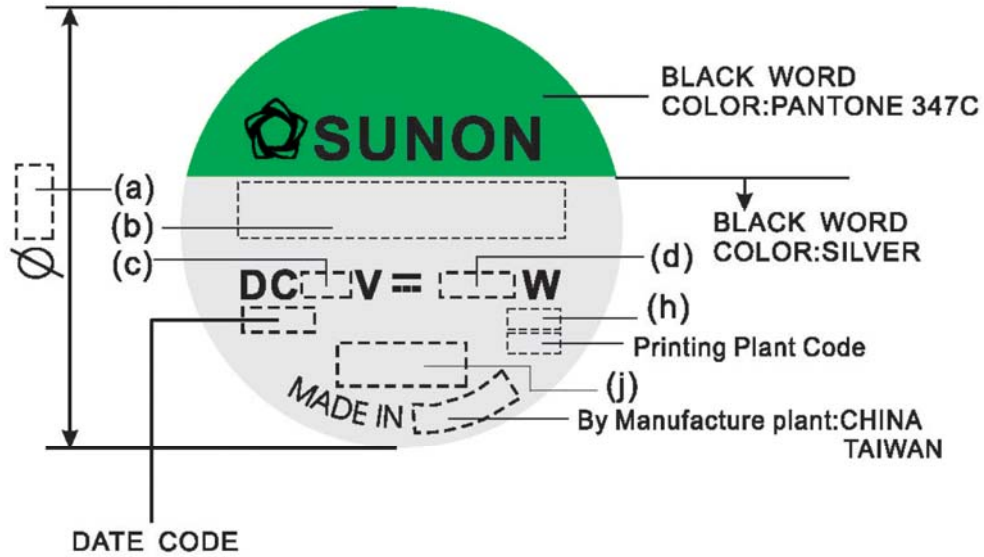 BLACK WORD
COLOR:PANTONE 347C
SUNON
(a)
(b)
BLACK WORD
COLOR:SILVER
(c)
(d)
Ø
DC V W
(h)
Printing Plant Code
(j)
MADE IN
By Manufacture plant:CHINA
TAIWAN
DATE CODE